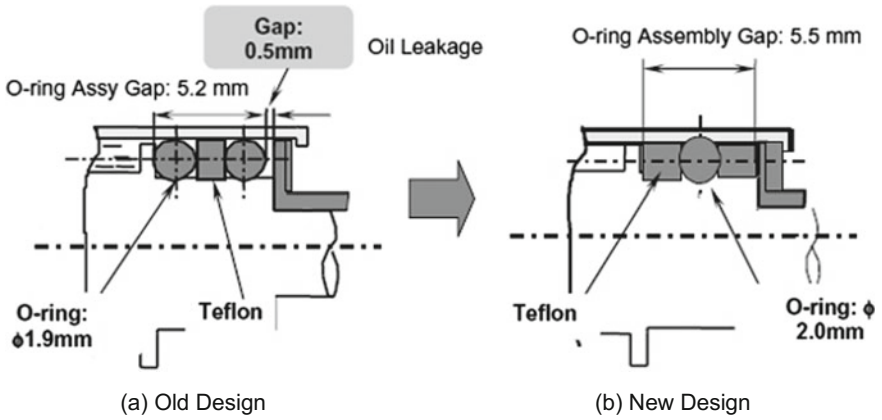 Gap:
0.5mm
Oil Leakage
O-ring Assy Gap: 5.2 mm
O-ring:
ϕ1.9mm
Teflon
(a) Old Design
O-ring Assembly Gap: 5.5 mm
Teflon
O-ring: ϕ
2.0mm
(b) New Design